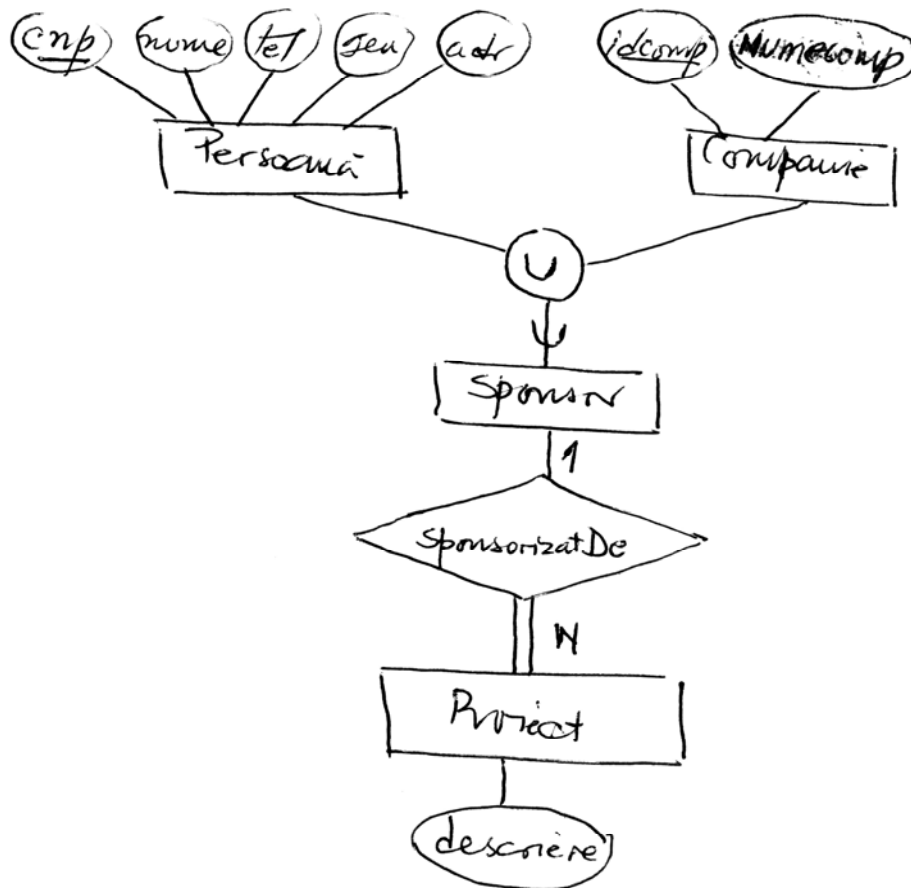 cnp nume tel sex adr idcomp Numecomp
Persoană Companie
U
U
Sponsor
1
SponsorizatDe
N
Proiect
descriere